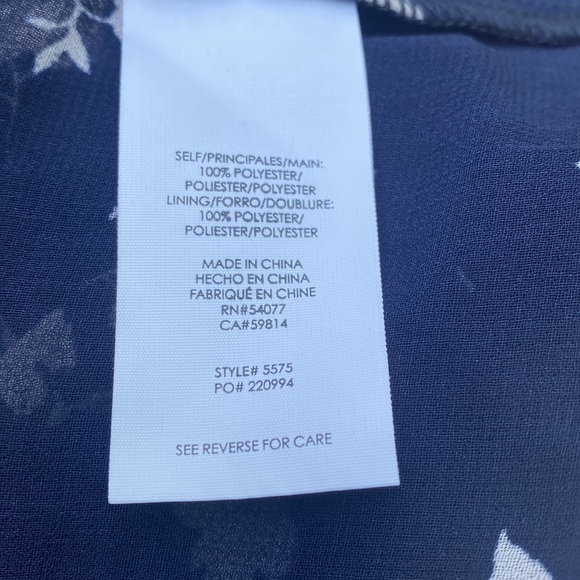 SELF/PRINCIPALES/MAIN:
100% POLYESTER/
POLIESTER/POLYESTER
LINING/FORRO/DOUBLURE:
100% POLYESTER/
POLIESTER/POLYESTER
MADE IN CHINA
HECHO EN CHINA
FABRIQUÉ EN CHINE
RN#54077
CA#59814
STYLE# 5575
PO# 220994
SEE REVERSE FOR CARE